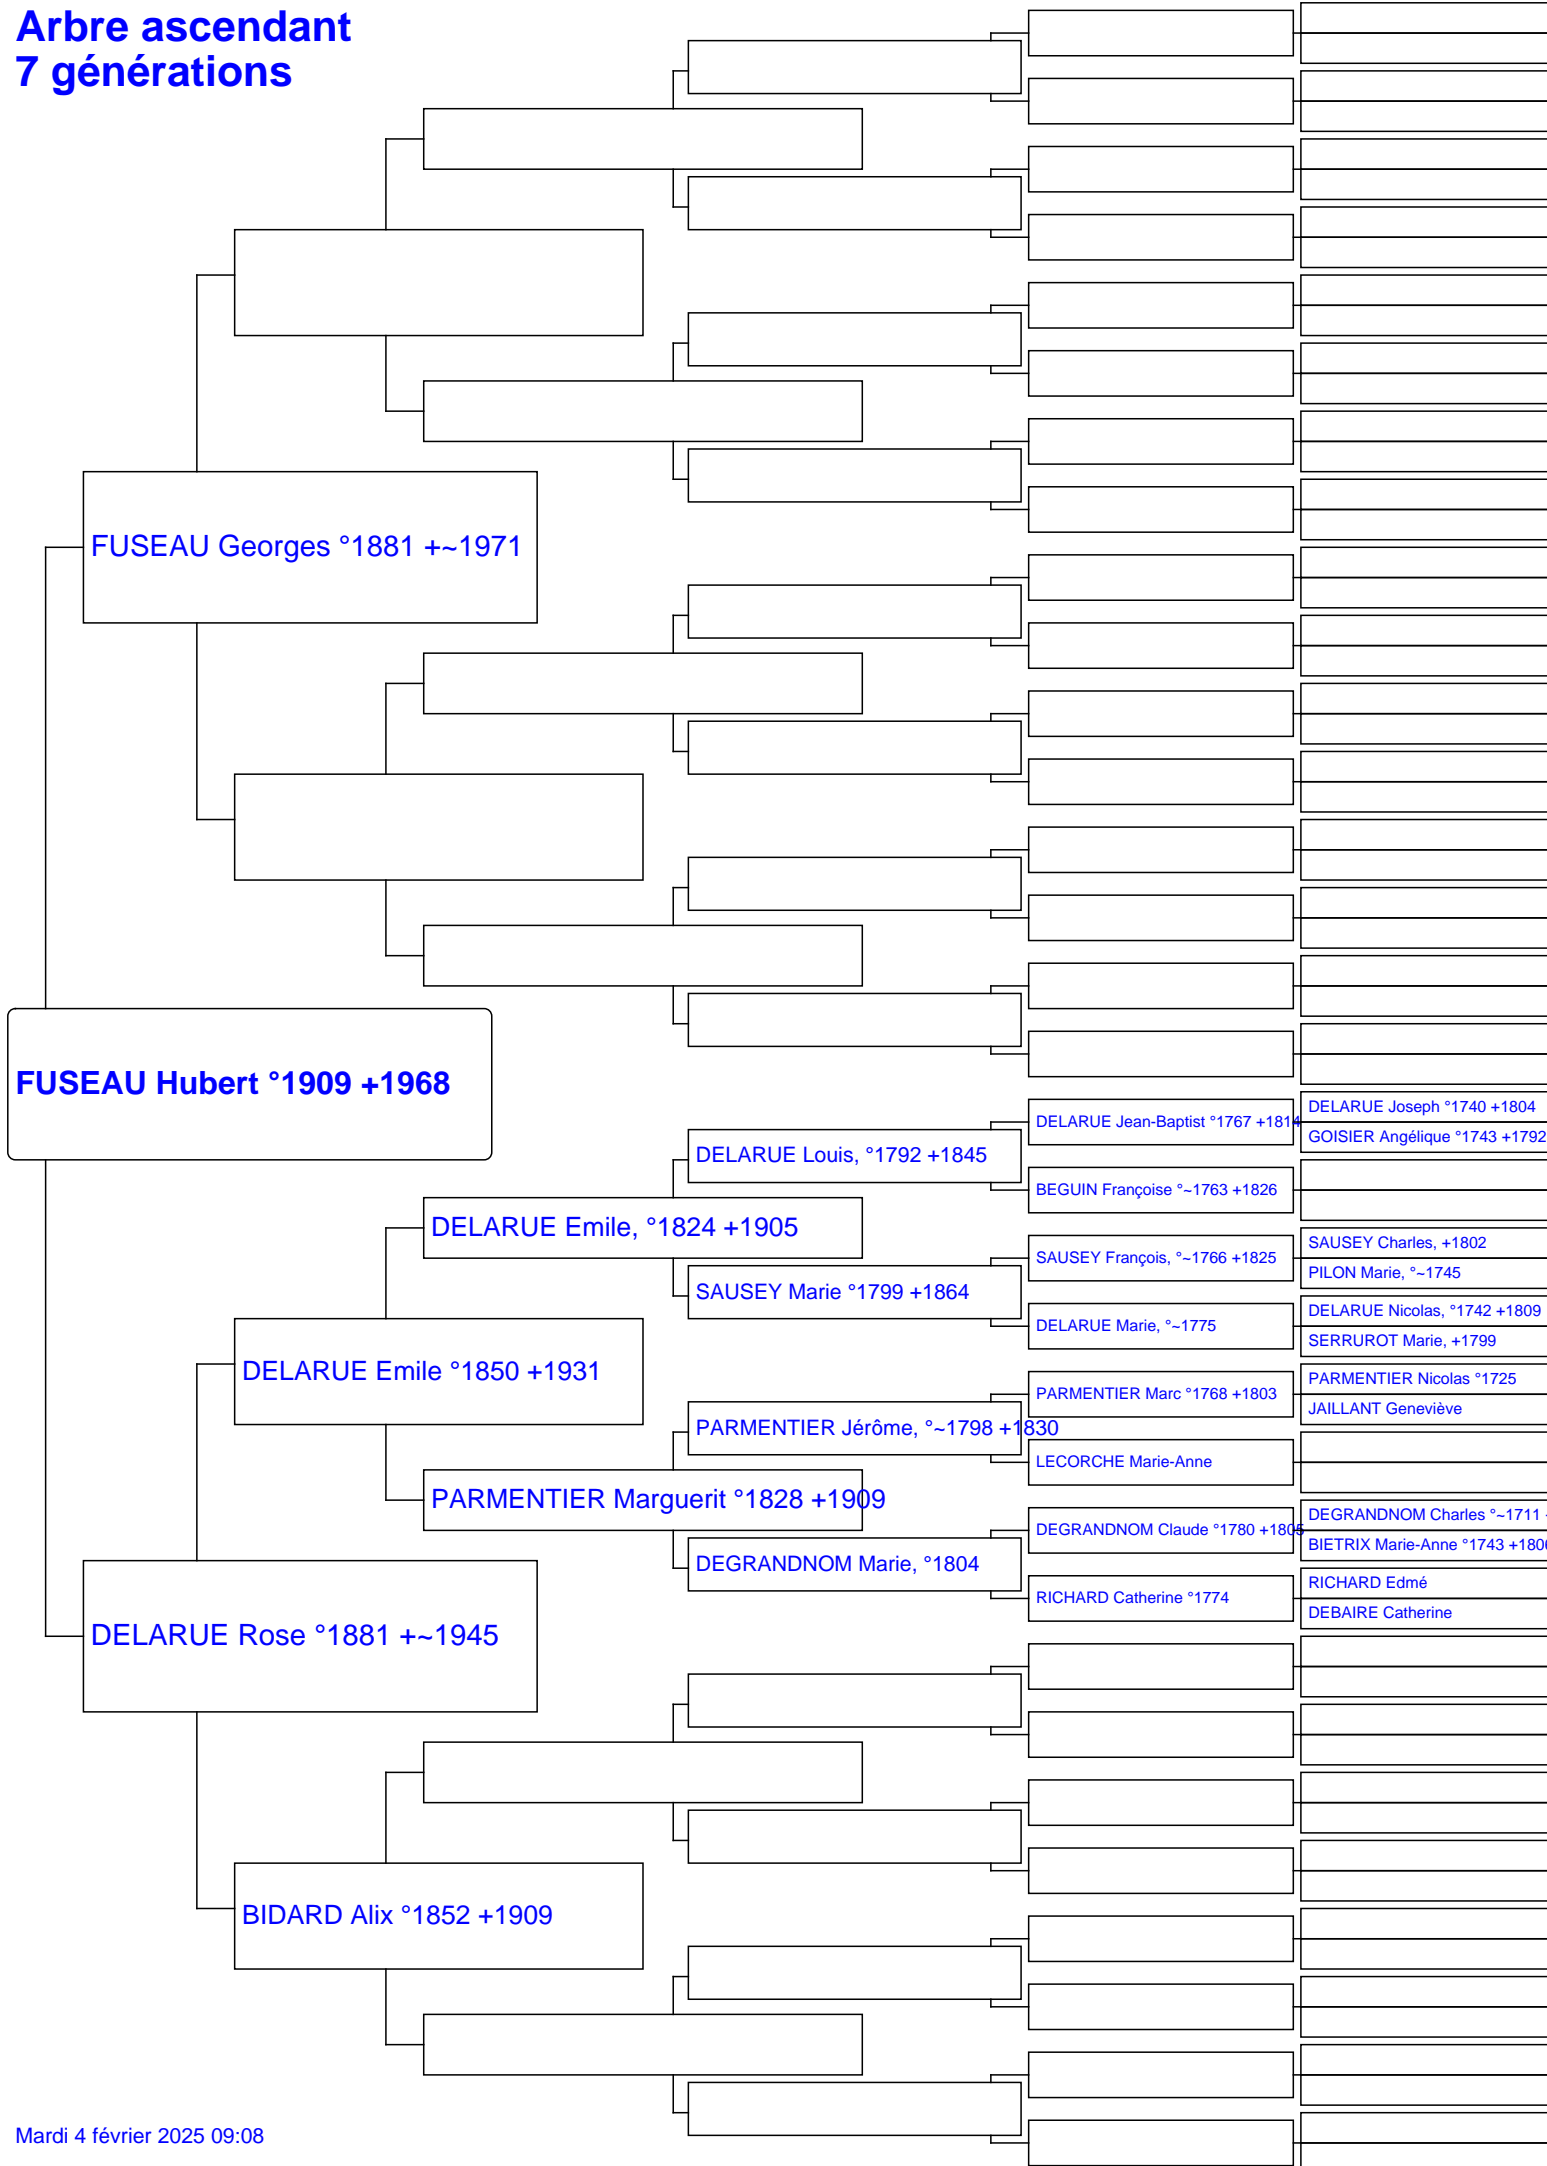 Arbre ascendant
7 générations
FUSEAU Georges °1881 +~1971
FUSEAU Hubert °1909 +1968
DELARUE Jean-Baptist °1767 +1814
DELARUE Joseph °1740 +1804
GOISIER Angélique °1743 +1792
DELARUE Louis, °1792 +1845
BEGUIN Françoise °~1763 +1826
DELARUE Emile, °1824 +1905
SAUSEY François, °~1766 +1825
SAUSEY Charles, +1802
PILON Marie, °~1745
SAUSEY Marie °1799 +1864
DELARUE Marie, °~1775
DELARUE Nicolas, °1742 +1809
SERRUROT Marie, +1799
DELARUE Emile °1850 +1931
PARMENTIER Marc °1768 +1803
PARMENTIER Nicolas °1725
JAILLANT Geneviève
PARMENTIER Jérôme, °~1798 +1830
LECORCHE Marie-Anne
PARMENTIER Marguerit °1828 +1909
DEGRANDNOM Claude °1780 +1805
DEGRANDNOM Charles °~1711
BIETRIX Marie-Anne °1743 +1806
DEGRANDNOM Marie, °1804
RICHARD Catherine °1774
RICHARD Edmé
DEBAIRE Catherine
DELARUE Rose °1881 +~1945
BIDARD Alix °1852 +1909
Mardi 4 février 2025 09:08